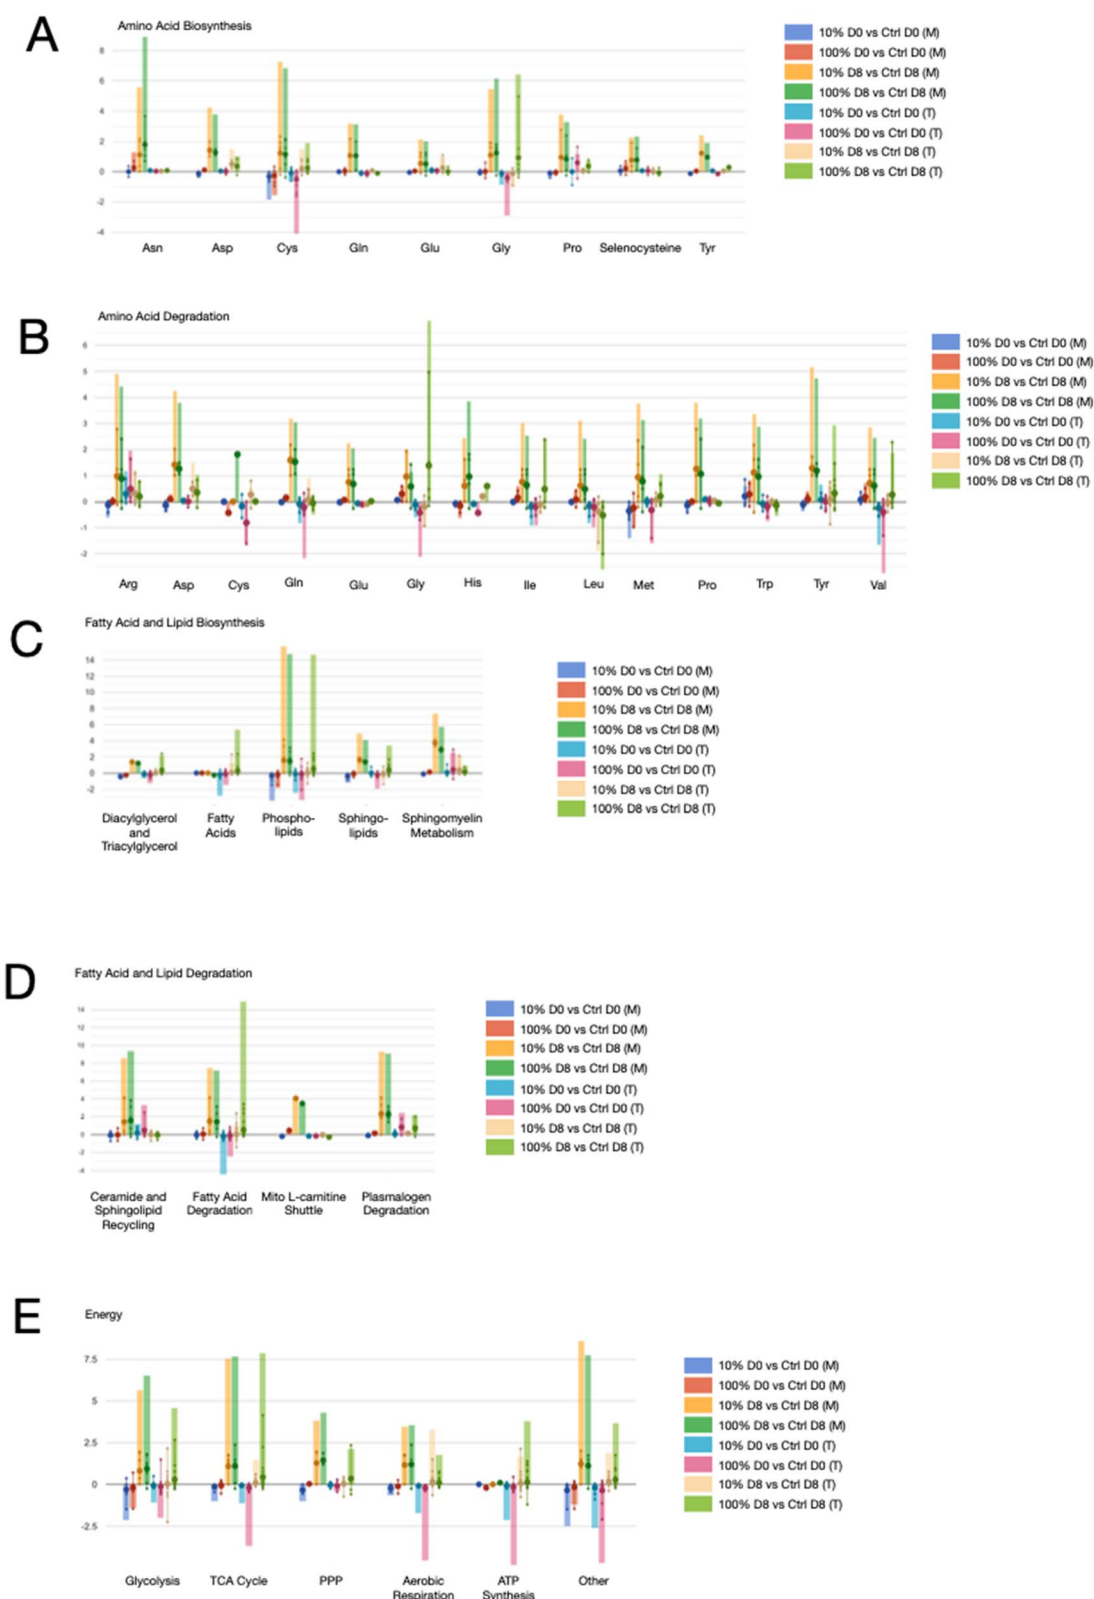 A
Amino Acid Biosynthesis
8
6
4
2
0
-2
-4
Asn Asp Cys Gln Glu Gly Pro Selenocysteine Tyr
10% D0 vs Ctrl D0 (M)
100% D0 vs Ctrl D0 (M)
10% D8 vs Ctrl D8 (M)
100% D8 vs Ctrl D8 (M)
10% D0 vs Ctrl D0 (T)
100% D0 vs Ctrl D0 (T)
10% D8 vs Ctrl D8 (T)
100% D8 vs Ctrl D8 (T)
B
Amino Acid Degradation
6
5
4
3
2
1
0
-1
-2
Arg Asp Cys Gln Glu Gly His Ile Leu Met Pro Trp Tyr Val
10% D0 vs Ctrl D0 (M)
100% D0 vs Ctrl D0 (M)
10% D8 vs Ctrl D8 (M)
100% D8 vs Ctrl D8 (M)
10% D0 vs Ctrl D0 (T)
100% D0 vs Ctrl D0 (T)
10% D8 vs Ctrl D8 (T)
100% D8 vs Ctrl D8 (T)
C
Fatty Acid and Lipid Biosynthesis
14
12
10
8
6
4
2
0
-2
Diacylglycerol Fatty Phospho- Sphingo- Sphingomyelin
and Acids lipids lipids Metabolism
Triacylglycerol
10% D0 vs Ctrl D0 (M)
100% D0 vs Ctrl D0 (M)
10% D8 vs Ctrl D8 (M)
100% D8 vs Ctrl D8 (M)
10% D0 vs Ctrl D0 (T)
100% D0 vs Ctrl D0 (T)
10% D8 vs Ctrl D8 (T)
100% D8 vs Ctrl D8 (T)
D
Fatty Acid and Lipid Degradation
14
12
10
8
6
4
2
0
-2
-4
Ceramide and Fatty Acid Mito L-carnitine Plasmalogen
Sphingolipid Degradation Shuttle Degradation
Recycling
10% D0 vs Ctrl D0 (M)
100% D0 vs Ctrl D0 (M)
10% D8 vs Ctrl D8 (M)
100% D8 vs Ctrl D8 (M)
10% D0 vs Ctrl D0 (T)
100% D0 vs Ctrl D0 (T)
10% D8 vs Ctrl D8 (T)
100% D8 vs Ctrl D8 (T)
E
Energy
7.5
5
2.5
0
-2.5
Glycolysis TCA Cycle PPP Aerobic ATP Other
Respiration Synthesis
10% D0 vs Ctrl D0 (M)
100% D0 vs Ctrl D0 (M)
10% D8 vs Ctrl D8 (M)
100% D8 vs Ctrl D8 (M)
10% D0 vs Ctrl D0 (T)
100% D0 vs Ctrl D0 (T)
10% D8 vs Ctrl D8 (T)
100% D8 vs Ctrl D8 (T)